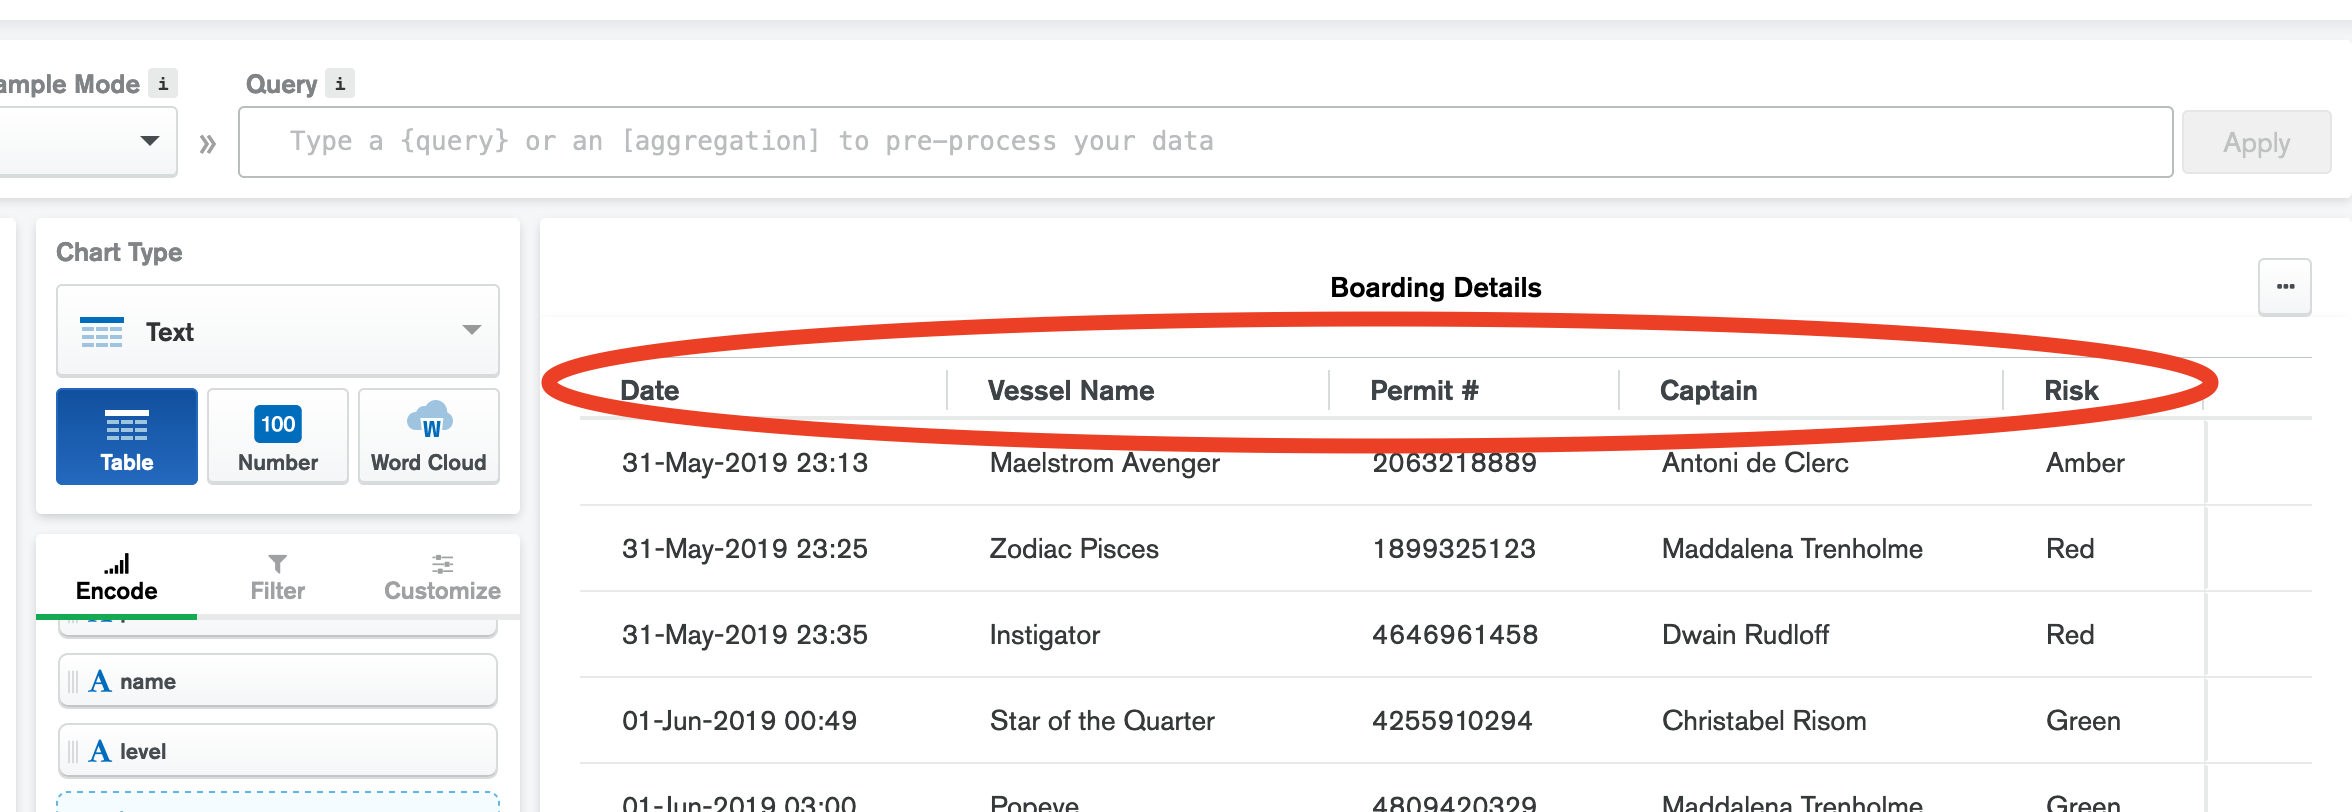 ample Mode i
Query i
Type a {query} or an [aggregation] to pre-process your data
Apply
Chart Type
Text
Table
100
Number
W
Word Cloud
Encode
Filter
Customize
A name
A level
Boarding Details
...
Date Vessel Name Permit # Captain Risk
31-May-2019 23:13 Maelstrom Avenger 2063218889 Antoni de Clerc Amber
31-May-2019 23:25 Zodiac Pisces 1899325123 Maddalena Trenholme Red
31-May-2019 23:35 Instigator 4646961458 Dwain Rudloff Red
01-Jun-2019 00:49 Star of the Quarter 4255910294 Christabel Risom Green
01-Jun-2019 03:00 Popeye 4809420329 Maddalena Trenholme Green